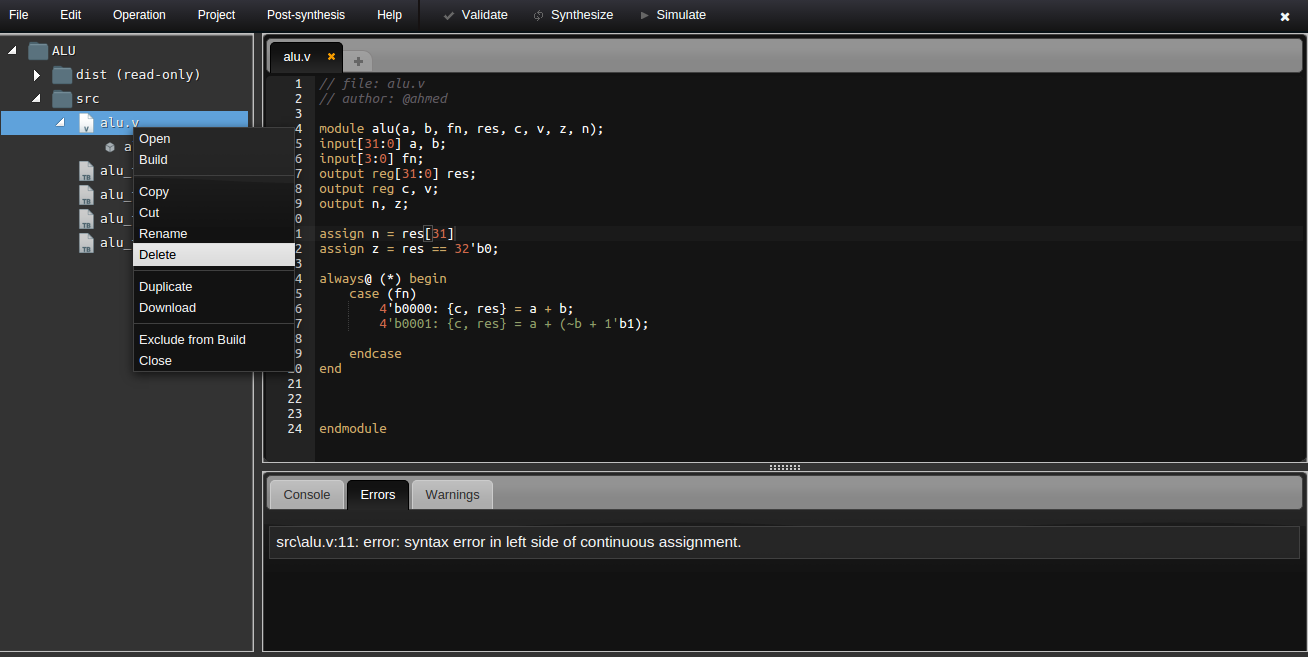 File Edit Operation Project Post-synthesis Help Validate Synthesize Simulate
ALU
dist (read-only)
src
alu.v
a
alu_
alu_
alu_
alu_
Open
Build
Copy
Cut
Rename
Delete
Duplicate
Download
Exclude from Build
Close
alu.v
1 // file: alu.v
2 // author: @ahmed
3
4 module alu(a, b, fn, res, c, v, z, n);
5 input[31:0] a, b;
6 input[3:0] fn;
7 output reg[31:0] res;
8 output reg c, v;
9 output n, z;
0
1 assign n = res[31]
2 assign z = res == 32'b0;
3
4 always@ (*) begin
5 case (fn)
6 4'b0000: {c, res} = a + b;
7 4'b0001: {c, res} = a + (~b + 1'b1);
8
9 endcase
20 end
21
22
23
24 endmodule
Console Errors Warnings
src\alu.v:11: error: syntax error in left side of continuous assignment.